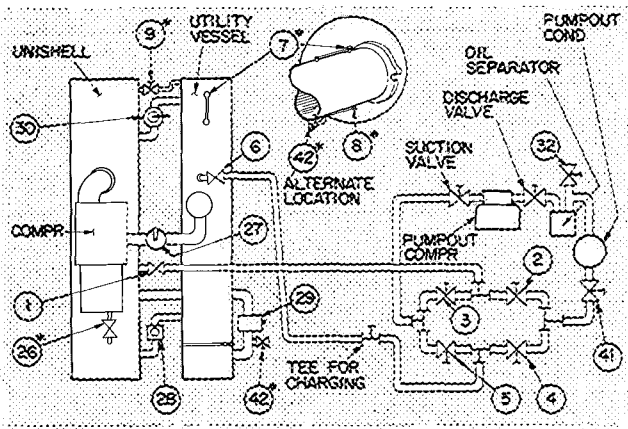 9*
UTILITY
VESSEL
7*
PUMPOUT
COND
UNISHELL
OIL
SEPARATOR
DISCHARGE
VALVE
30
6
42*
8*
ALTERNATE
LOCATION
SUCTION
VALVE
32
COMPR
27
PUMPOUT
COMPR
2
1
29
3
41
26*
28
42*
TEE FOR
CHARGING
5
4